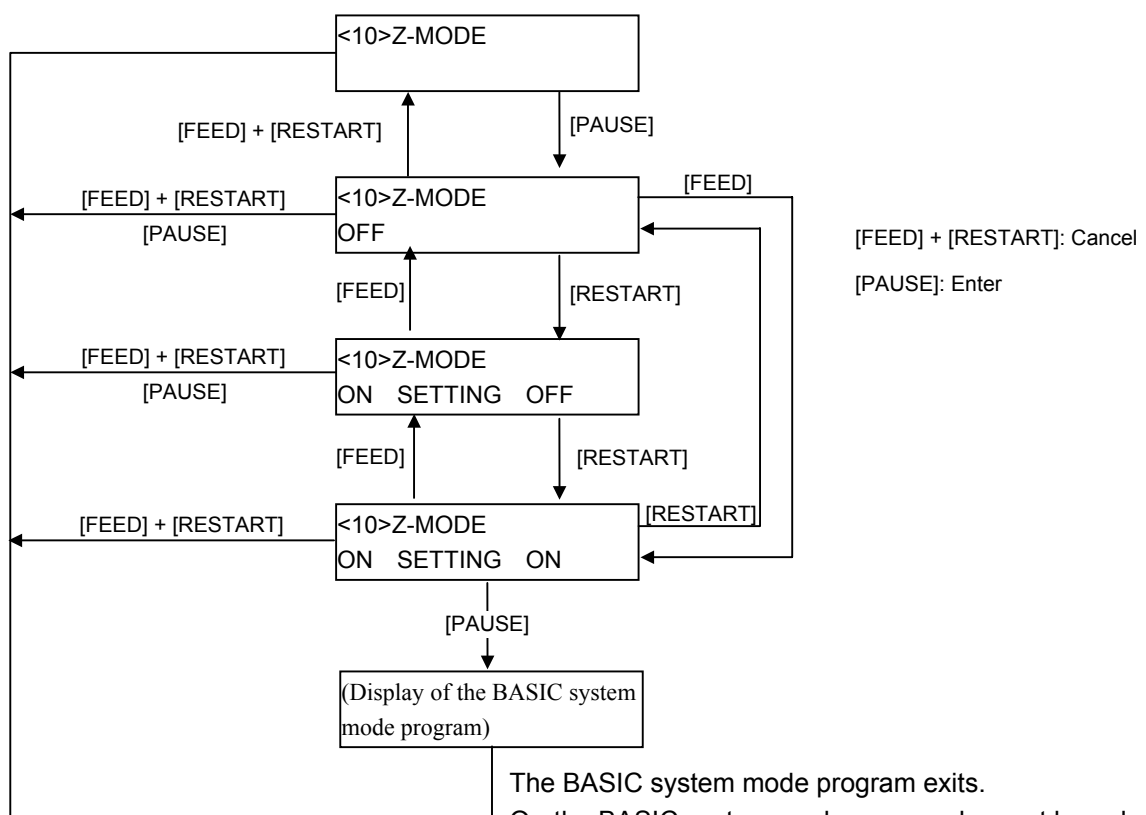 <10>Z-MODE
[FEED] + [RESTART]
[PAUSE]
[FEED] + [RESTART]
[PAUSE]
<10>Z-MODE
OFF
[FEED]
[FEED] + [RESTART]: Cancel
[PAUSE]: Enter
[FEED]
[RESTART]
[FEED] + [RESTART]
[PAUSE]
<10>Z-MODE
ON SETTING OFF
[FEED]
[RESTART]
[FEED] + [RESTART]
<10>Z-MODE
ON SETTING ON
[RESTART]
[PAUSE]
(Display of the BASIC system
mode program)
The BASIC system mode program exits.